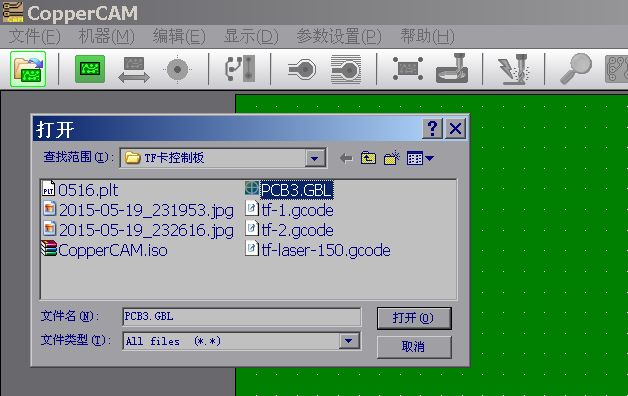 CopperCAM
文件(F) 机器(M) 编辑(E) 显示(D) 参数设置(P) 帮助(H)
打开
查找范围(I): TF卡控制板
0516.plt PCB3.GBL
2015-05-19_231953.jpg tf-1.gcode
2015-05-19_232616.jpg tf-2.gcode
CopperCAM.iso tf-laser-150.gcode
文件名(N): PCB3.GBL 打开(O)
文件类型(T): All files (*.*)
取消